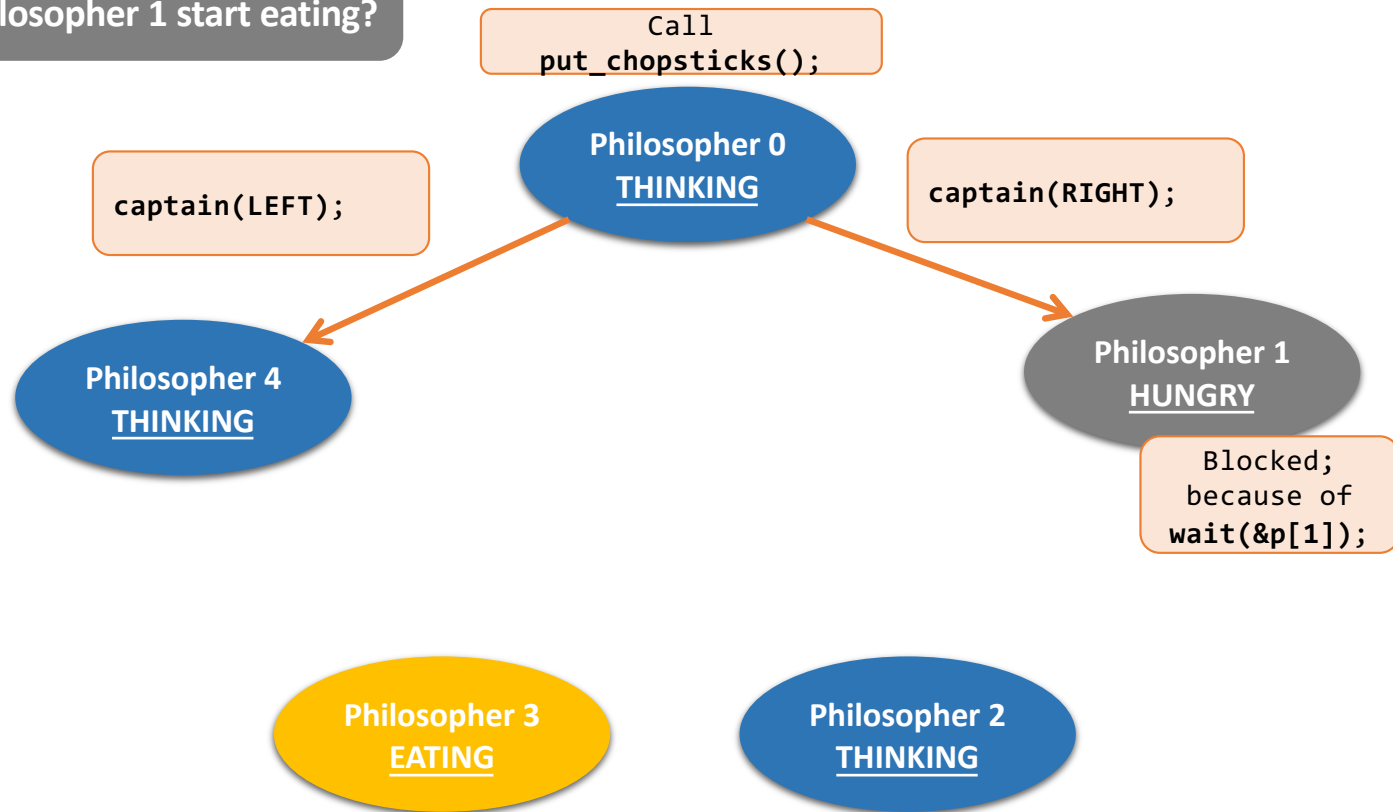 start eating?
Philosopher 1
Call
put_chopsticks();
Philosopher 0
THINKING
captain(LEFT);
captain(RIGHT);
Philosopher 4
THINKING
Philosopher 1
HUNGRY
Blocked;
because of
wait(&p[1]);
Philosopher 3
EATING
Philosopher 2
THINKING